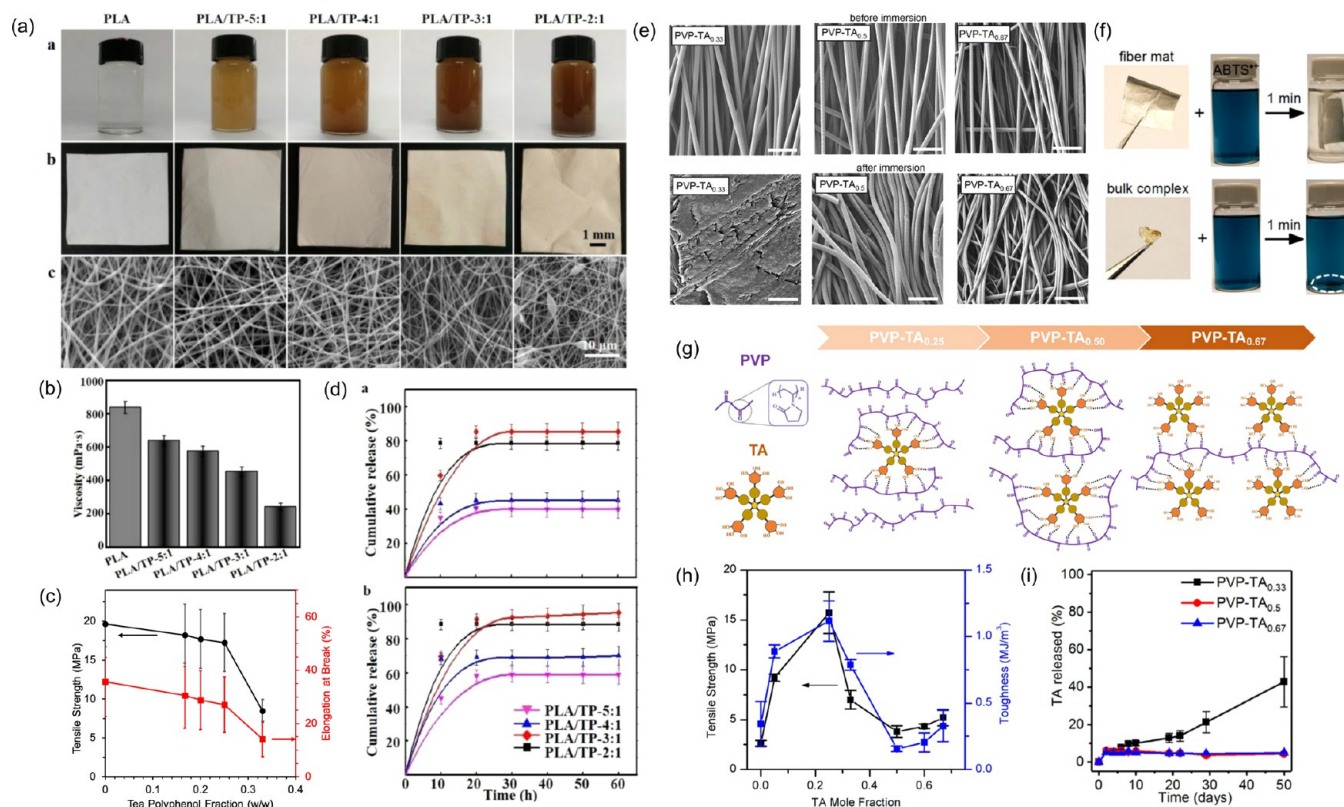 (a)
PLA PLA/TP-5:1 PLA/TP-4:1 PLA/TP-3:1 PLA/TP-2:1
a
b
1 mm
c
10 μm
(b)
Viscosity (mPa·s)
1000
800
600
400
200
0
PLA
PLA/TP-5:1
PLA/TP-4:1
PLA/TP-3:1
PLA/TP-2:1
(c)
Tensile Strength (MPa)
20
15
10
5
0
Elongation at Break (%)
60
40
20
0
0.0 0.1 0.2 0.3 0.4
Tea Polyphenol Fraction (w/w)
(d)
a
Cumulative release (%)
100
80
60
40
20
0
b
Cumulative release (%)
100
80
60
40
20
0
PLA/TP-5:1
PLA/TP-4:1
PLA/TP-3:1
PLA/TP-2:1
0 10 20 30 40 50 60
Time (h)
(e)
before immersion
PVP-TA0.33 PVP-TA0.5 PVP-TA0.67
after immersion
PVP-TA0.33 PVP-TA0.5 PVP-TA0.67
(f)
fiber mat
+
ABTS•+
1 min
bulk complex
+
1 min
(g)
PVP-TA0.25 PVP-TA0.50 PVP-TA0.67
PVP
TA
(h)
Tensile Strength (MPa)
20
15
10
5
0
Toughness (MJ/m³)
1.5
1.0
0.5
0.0
0.0 0.2 0.4 0.6
TA Mole Fraction
(i)
TA released (%)
100
80
60
40
20
0
PVP-TA0.33
PVP-TA0.5
PVP-TA0.67
0 10 20 30 40 50
Time (days)